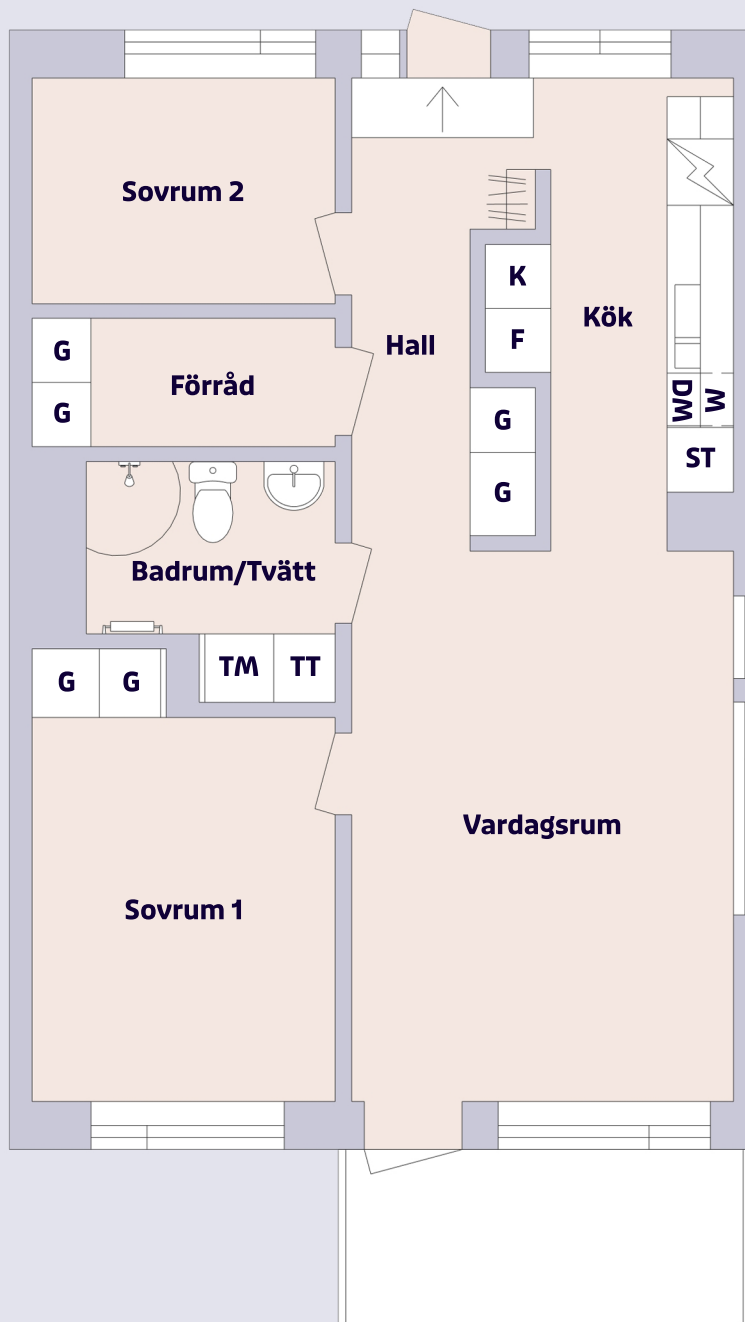 Sovrum 2
K
Kök
F
Hall
G
Förråd
G
DM
M
G
ST
G
Badrum/Tvätt
TM
TT
G
G
Vardagsrum
Sovrum 1